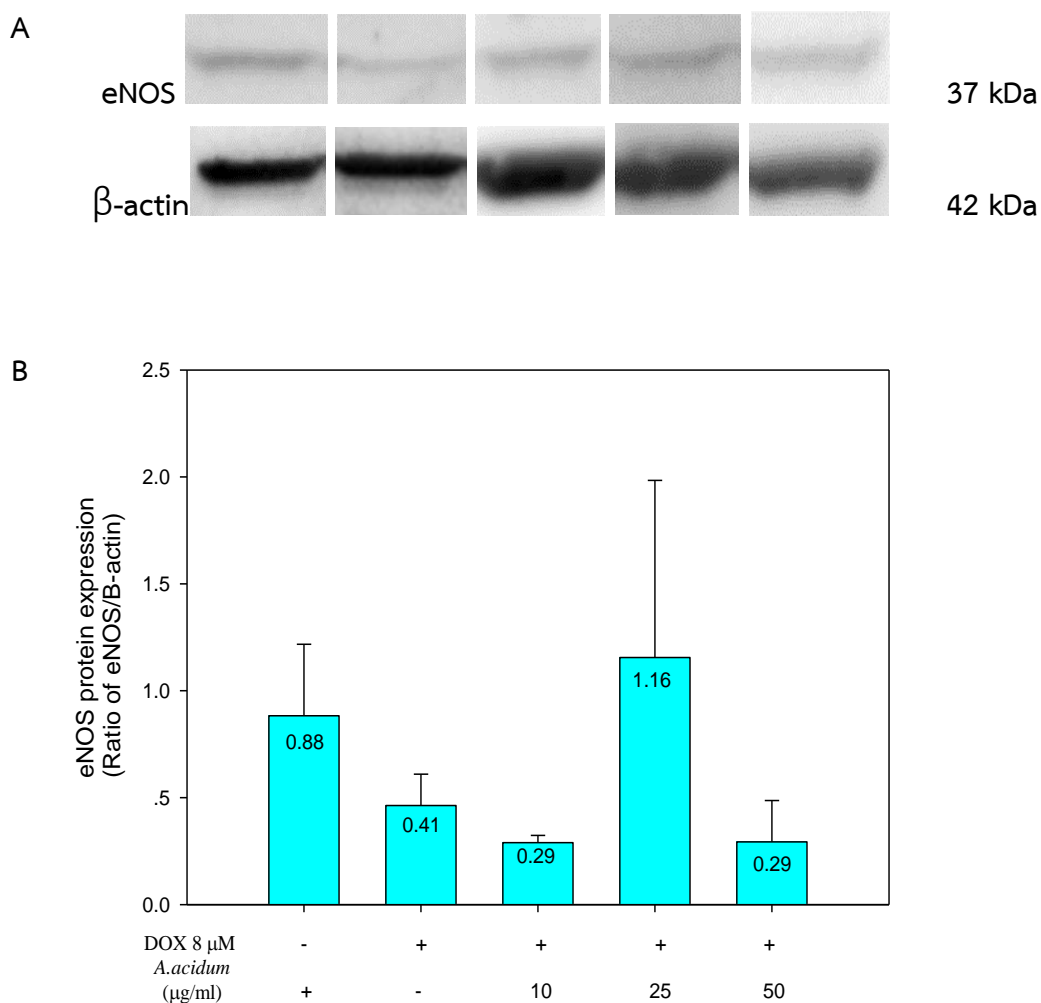 A
eNOS 37 kDa
β-actin 42 kDa
B
eNOS protein expression
(Ratio of eNOS/B-actin)
2.5
2.0
1.5
1.0
.5
0.0
0.88
0.41
0.29
1.16
0.29
DOX 8 μM - + + + +
A.acidum
(μg/ml) + - 10 25 50